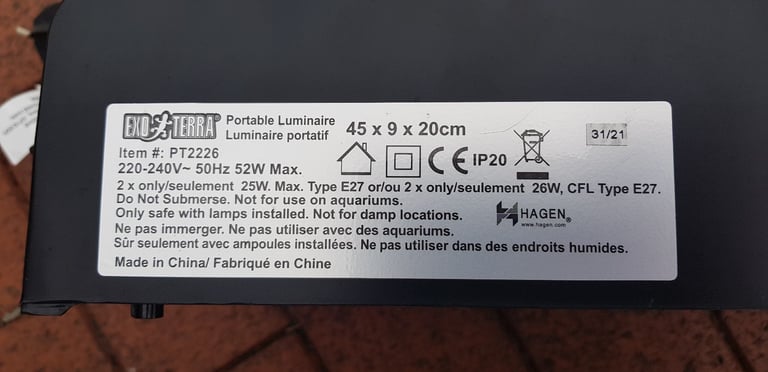 EXO TERRA®
Portable Luminaire
Luminaire portatif
45 x 9 x 20cm
31/21
Item #: PT2226
220-240V~ 50Hz 52W Max.
CE IP20
2 x only/seulement 25W. Max. Type E27 or/ou 2 x only/seulement 26W, CFL Type E27.
Do Not Submerse. Not for use on aquariums.
Only safe with lamps installed. Not for damp locations.
HAGEN®
www.hagen.com
Ne pas immerger. Ne pas utiliser avec des aquariums.
Sûr seulement avec ampoules installées. Ne pas utiliser dans des endroits humides.
Made in China/ Fabriqué en Chine